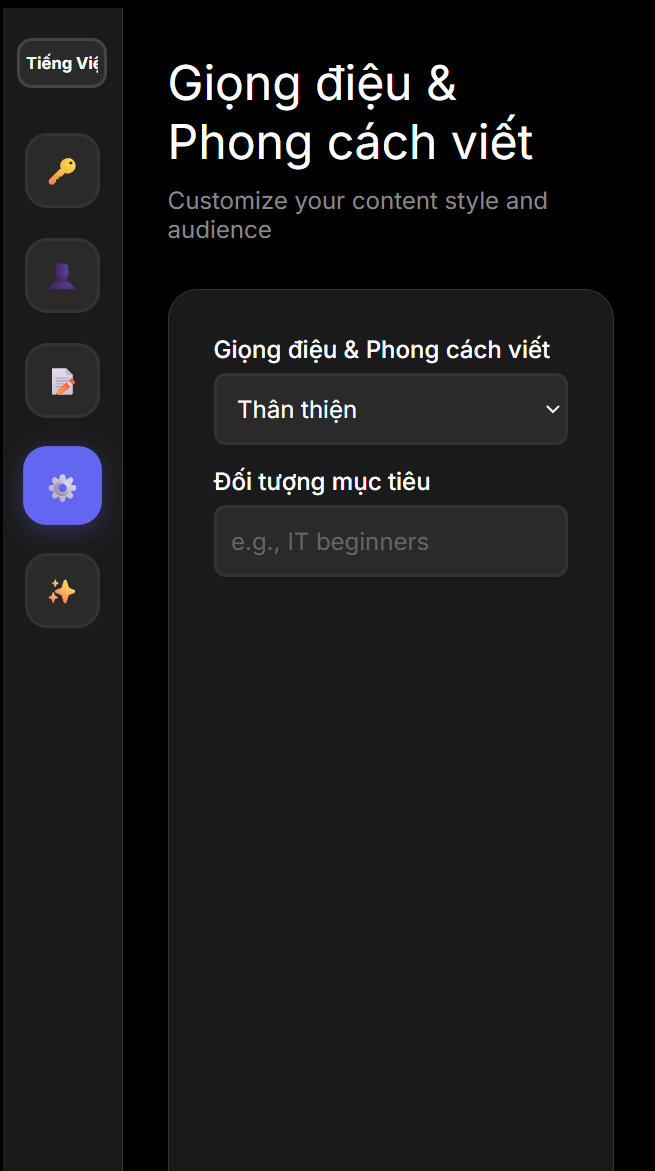 Tiếng Việ
Giọng điệu &
Phong cách viết
Customize your content style and
audience
Giọng điệu & Phong cách viết
Thân thiện
Đối tượng mục tiêu
e.g., IT beginners